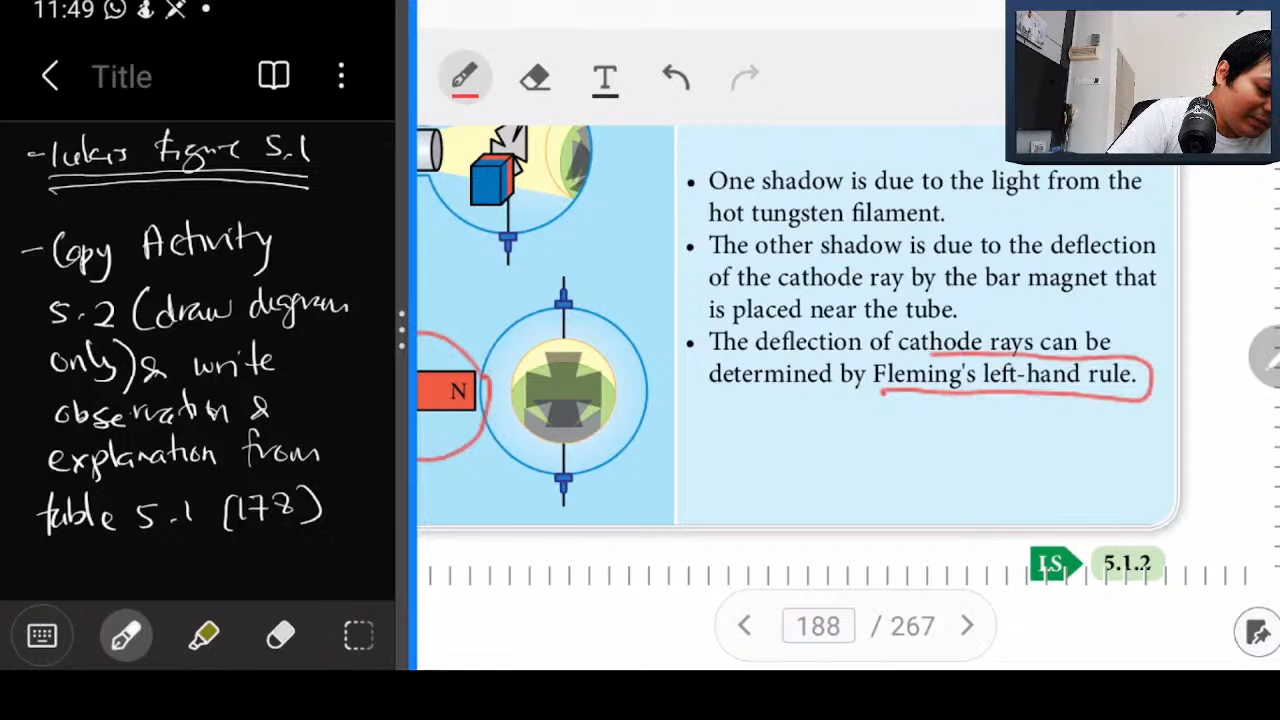 11:49
Title
- lukis figure 5.1
- Copy Activity
5.2 (draw diagram
only) & write
observation &
explanation from
table 5.1 (178)
T
• One shadow is due to the light from the
hot tungsten filament.
• The other shadow is due to the deflection
of the cathode ray by the bar magnet that
is placed near the tube.
• The deflection of cathode rays can be
determined by Fleming's left-hand rule.
N
LS 5.1.2
188 / 267